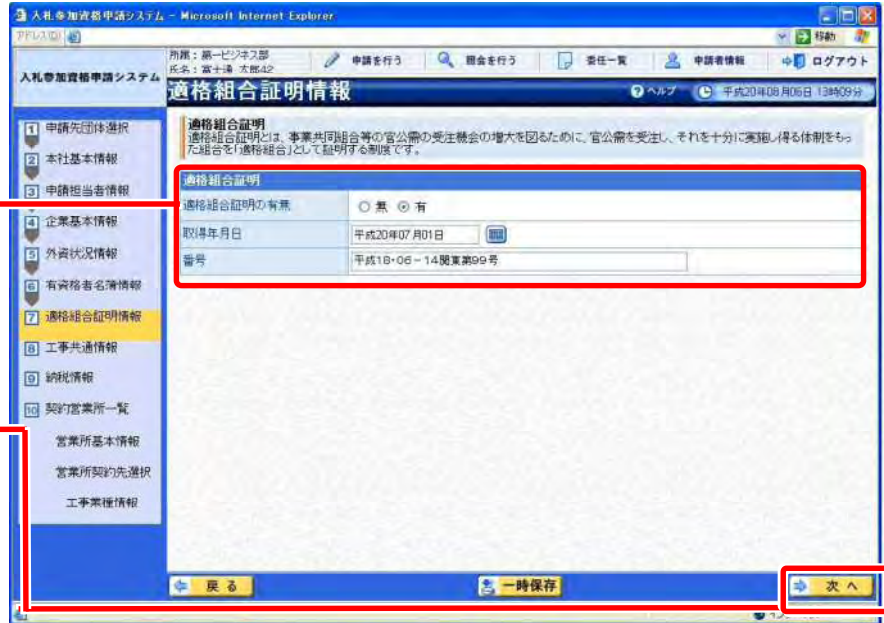 入札参加資格申請システム - Microsoft Internet Explorer
アドレス(D)
移動
入札参加資格申請システム
所属：第一ビジネス部
氏名：富士通 太郎42
申請を行う
照会を行う
委任一覧
申請者情報
ログアウト
適格組合証明情報
ヘルプ
平成20年08月06日 13時09分
1 申請先団体選択
2 本社基本情報
3 申請担当者情報
4 企業基本情報
5 外資状況情報
6 有資格者名簿情報
7 適格組合証明情報
8 工事共通情報
9 納税情報
10 契約営業所一覧
営業所基本情報
営業所契約先選択
工事業種情報
適格組合証明
適格組合証明とは、事業共同組合等の官公需の受注機会の増大を図るために、官公需を受注し、それを十分に実施し得る体制をもっ
た組合を「適格組合」として証明する制度です。
適格組合証明
適格組合証明の有無 無 有
取得年月日 平成20年07月01日
番号 平成18・06－14関東第99号
戻る
一時保存
次へ